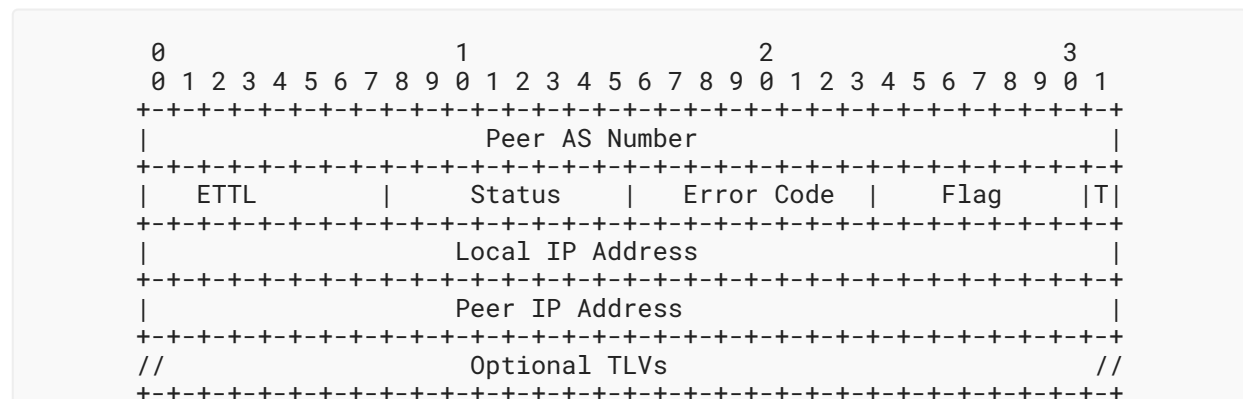 0                   1                   2                   3
 0 1 2 3 4 5 6 7 8 9 0 1 2 3 4 5 6 7 8 9 0 1 2 3 4 5 6 7 8 9 0 1
+-+-+-+-+-+-+-+-+-+-+-+-+-+-+-+-+-+-+-+-+-+-+-+-+-+-+-+-+-+-+-+-+
|                      Peer AS Number                           |
+-+-+-+-+-+-+-+-+-+-+-+-+-+-+-+-+-+-+-+-+-+-+-+-+-+-+-+-+-+-+-+-+
|   ETTL        |     Status    |   Error Code  |    Flag     |T|
+-+-+-+-+-+-+-+-+-+-+-+-+-+-+-+-+-+-+-+-+-+-+-+-+-+-+-+-+-+-+-+-+
|                    Local IP Address                           |
+-+-+-+-+-+-+-+-+-+-+-+-+-+-+-+-+-+-+-+-+-+-+-+-+-+-+-+-+-+-+-+-+
|                    Peer IP Address                            |
+-+-+-+-+-+-+-+-+-+-+-+-+-+-+-+-+-+-+-+-+-+-+-+-+-+-+-+-+-+-+-+-+
//                    Optional TLVs                            //
+-+-+-+-+-+-+-+-+-+-+-+-+-+-+-+-+-+-+-+-+-+-+-+-+-+-+-+-+-+-+-+-+